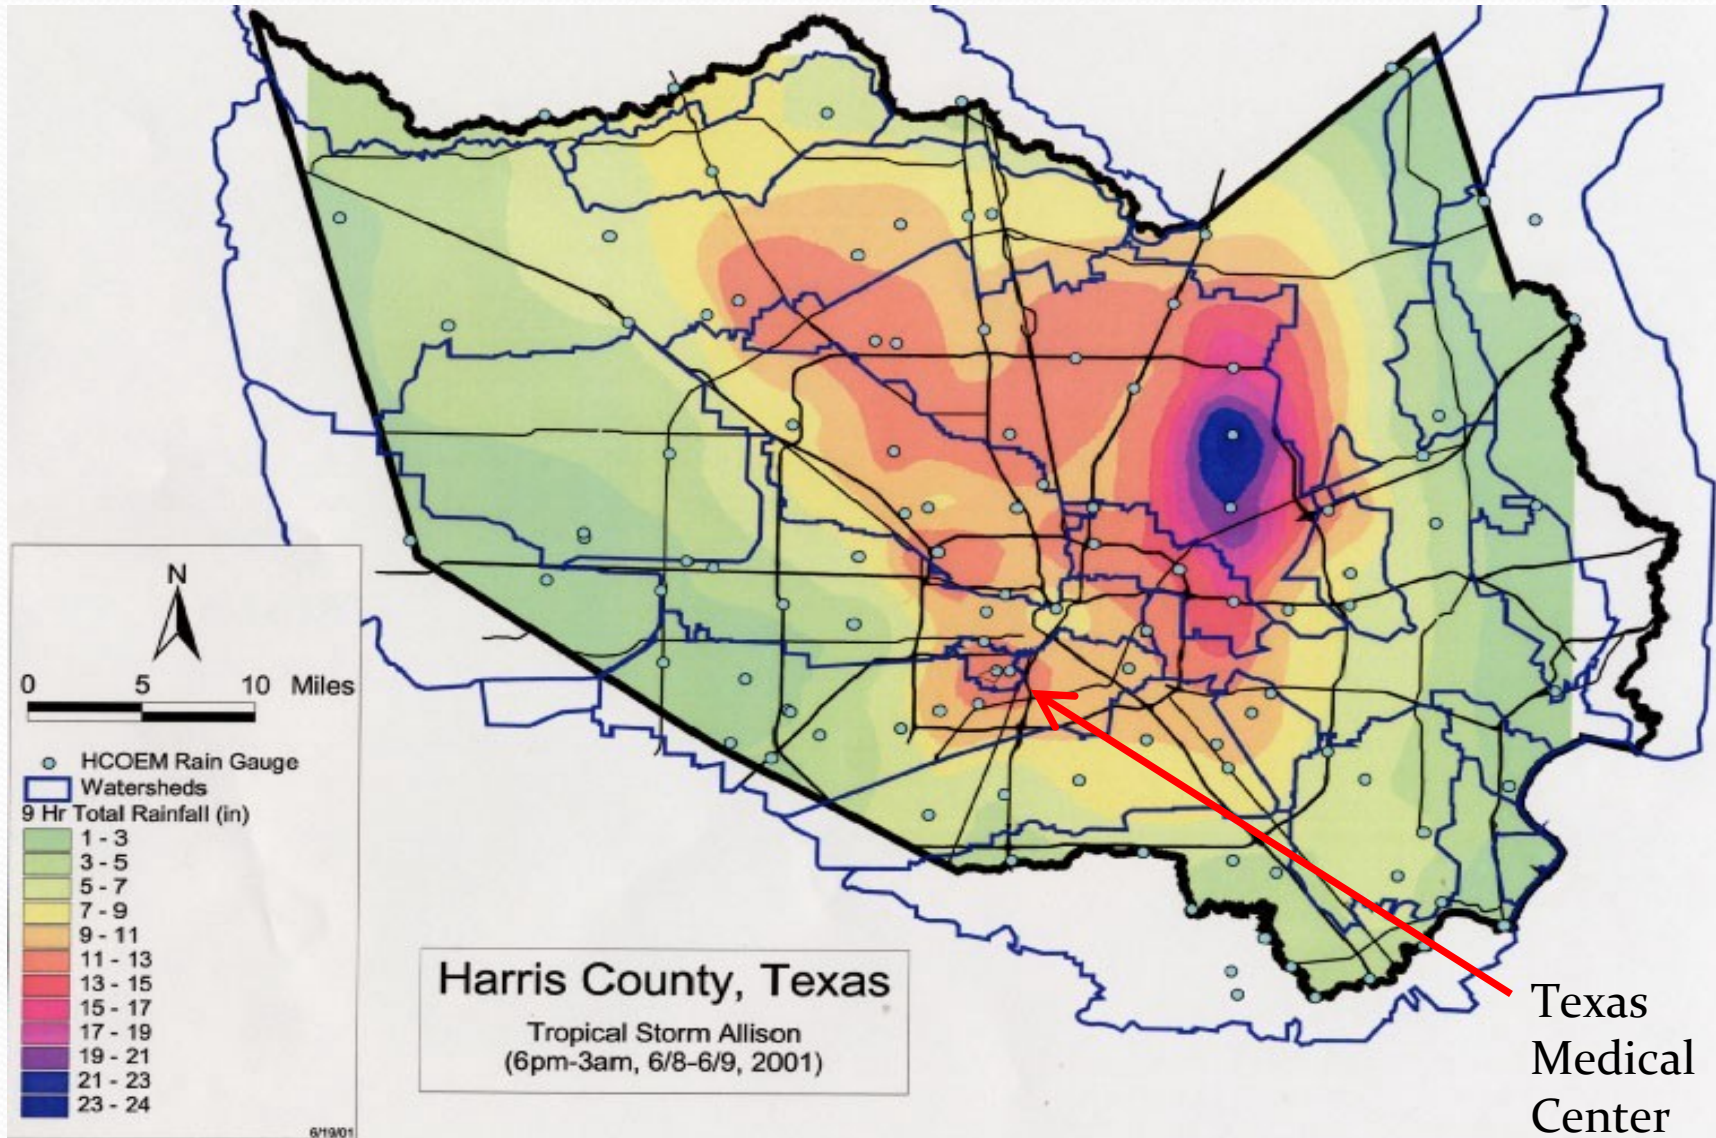 N
0 5 10 Miles
HCOEM Rain Gauge
Watersheds
9 Hr Total Rainfall (in)
1 - 3
3 - 5
5 - 7
7 - 9
9 - 11
11 - 13
13 - 15
15 - 17
17 - 19
19 - 21
21 - 23
23 - 24
6/19/01
Harris County, Texas
Tropical Storm Allison
(6pm-3am, 6/8-6/9, 2001)
Texas
Medical
Center